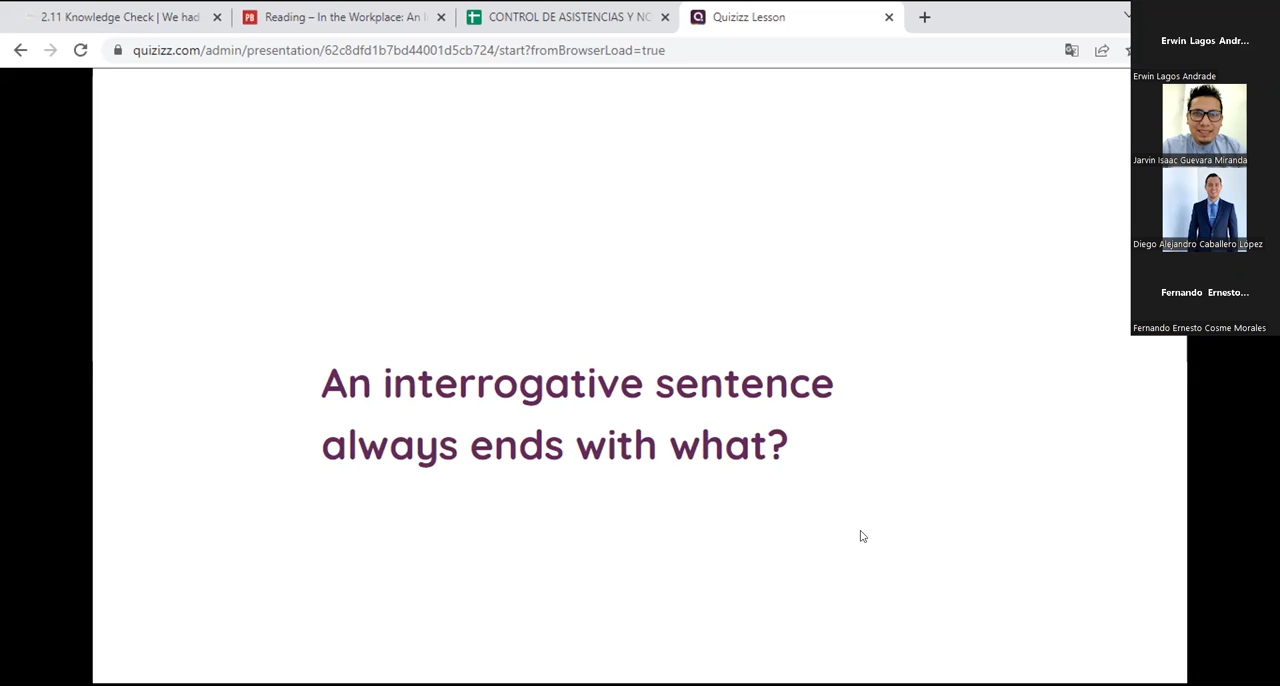 2.11 Knowledge Check | We had
Reading – In the Workplace: An I
CONTROL DE ASISTENCIAS Y NO
Quizizz Lesson
quizizz.com/admin/presentation/62c8dfd1b7bd44001d5cb724/start?fromBrowserLoad=true
Erwin Lagos Andr...
Erwin Lagos Andrade
Jarvin Isaac Guevara Miranda
Diego Alejandro Caballero López
Fernando Ernesto...
Fernando Ernesto Cosme Morales
An interrogative sentence
always ends with what?